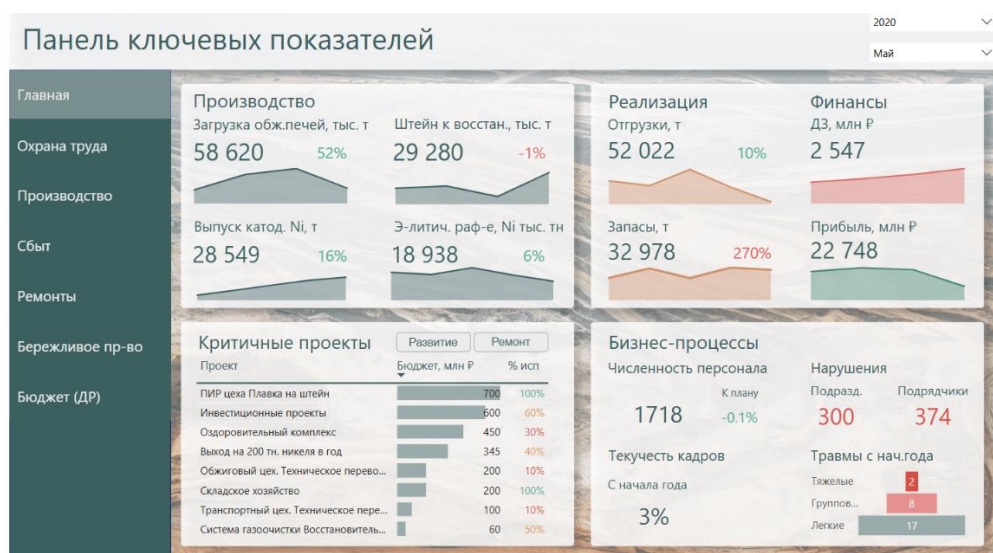 Панель ключевых показателей
2020
Май
Главная
Охрана труда
Производство
Сбыт
Ремонты
Бережливое пр-во
Бюджет (ДР)
Производство
Загрузка обж.печей, тыс. т
58 620 52%
Штейн к восстан., тыс. т
29 280 -1%
Выпуск катод. Ni, т
28 549 16%
Э-литич. раф-е, Ni тыс. тн
18 938 6%
Реализация
Отгрузки, т
52 022 10%
Запасы, т
32 978 270%
Финансы
ДЗ, млн ₽
2 547
Прибыль, млн ₽
22 748
Критичные проекты
Развитие Ремонт
Проект Бюджет, млн ₽ % исп
ПИР цеха Плавка на штейн 700 100%
Инвестиционные проекты 600 60%
Оздоровительный комплекс 450 30%
Выход на 200 тн. никеля в год 345 40%
Обжиговый цех. Техническое перево... 200 10%
Складское хозяйство 200 100%
Транспортный цех. Техническое пере... 100 10%
Система газоочистки Восстановитель... 60 50%
Бизнес-процессы
Численность персонала
К плану
1718 -0.1%
Нарушения
Подразд. Подрядчики
300 374
Текучесть кадров
С начала года
3%
Травмы с нач.года
Тяжелые 2
Группов... 8
Легкие 17